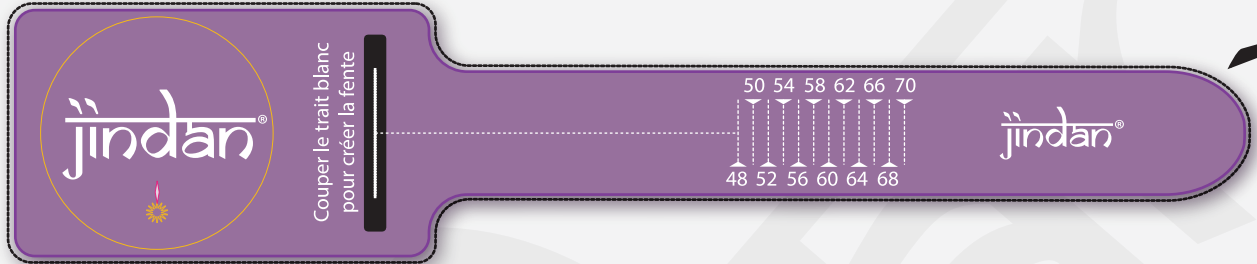 jindan®
Couper le trait blanc
pour créer la fente
50 54 58 62 66 70
48 52 56 60 64 68
jindan®